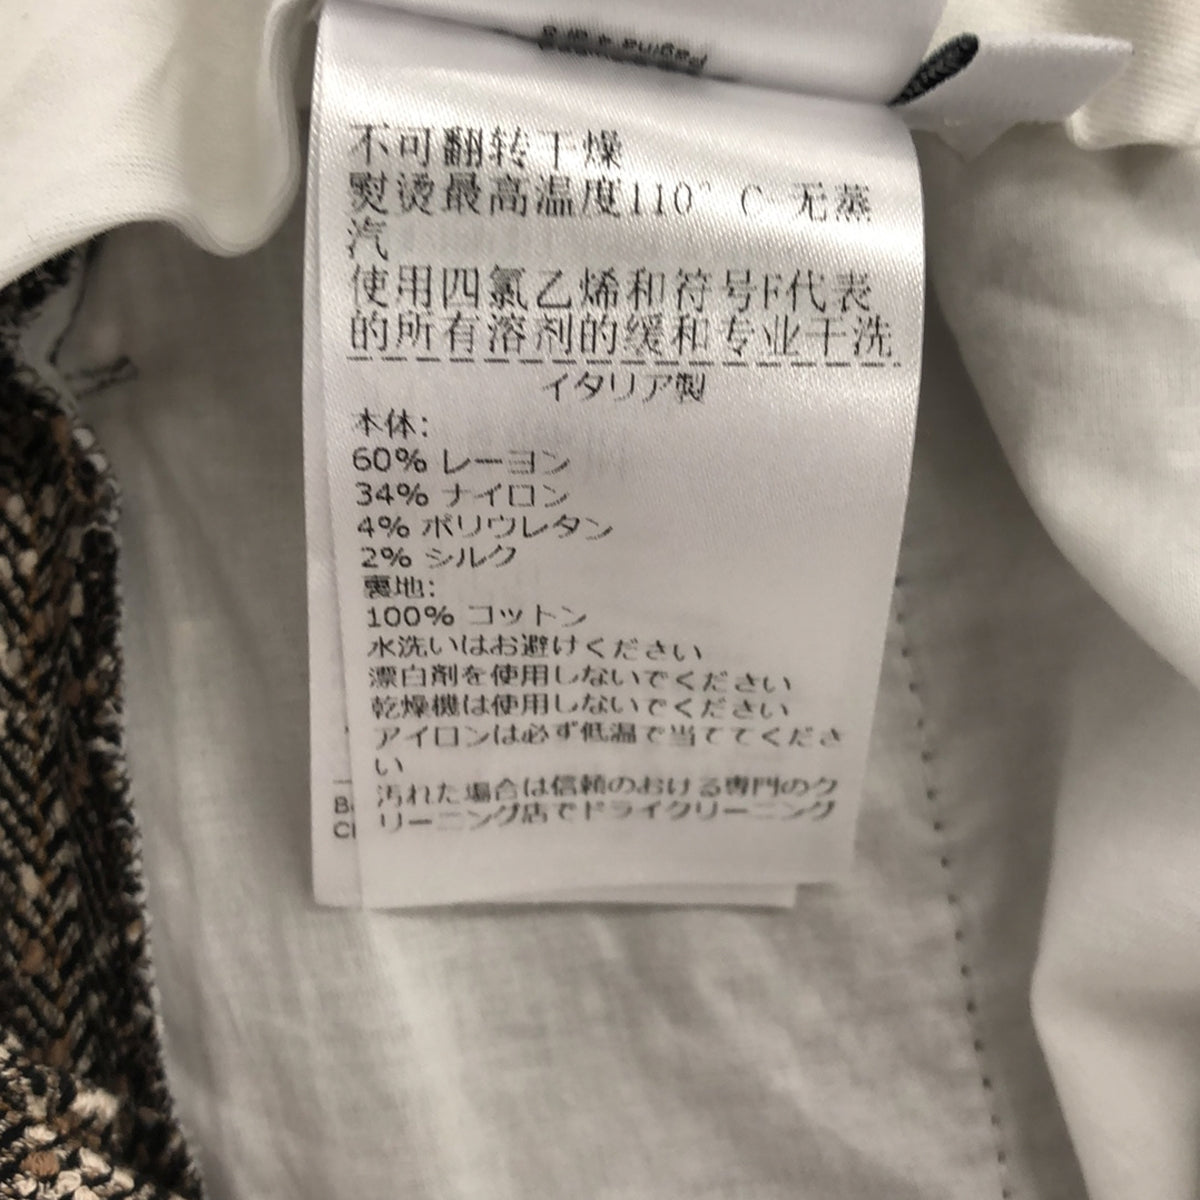 不可翻转干燥
熨烫最高温度110° C 无蒸
汽
使用四氯乙烯和符号F代表
的所有溶剂的缓和专业干洗
イタリア製
本体:
60% レーヨン
34% ナイロン
4% ポリウレタン
2% シルク
裏地:
100% コットン
水洗いはお避けください
漂白剤を使用しないでください
乾燥機は使用しないでください
アイロンは必ず低温で当ててくださ
い
汚れた場合は信頼のおける専門のク
リーニング店でドライクリーニング